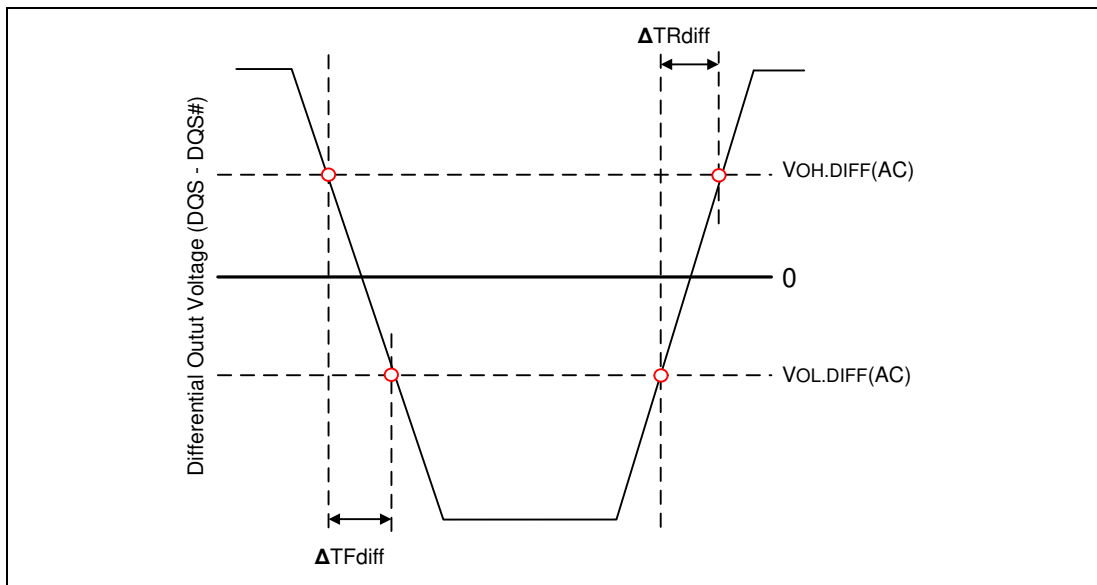 ΔTRdiff
Differential Outut Voltage (DQS - DQS#)
VOH.DIFF(AC)
0
VOL.DIFF(AC)
ΔTFdiff